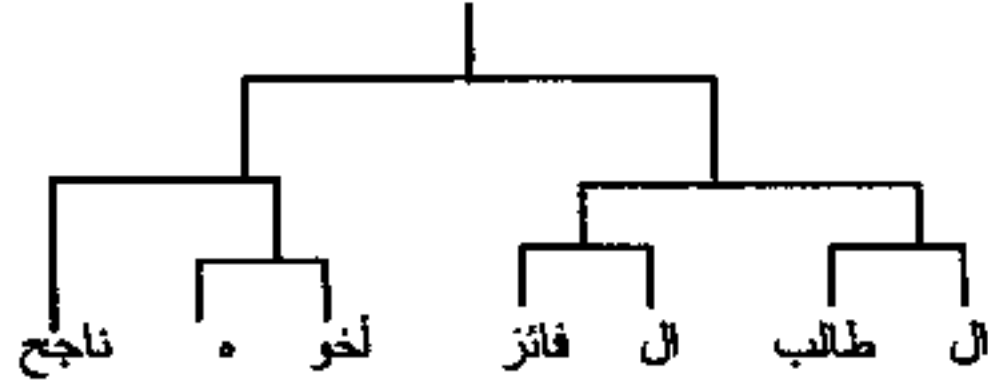 ال طالب ال فائز أخو ه ناجح